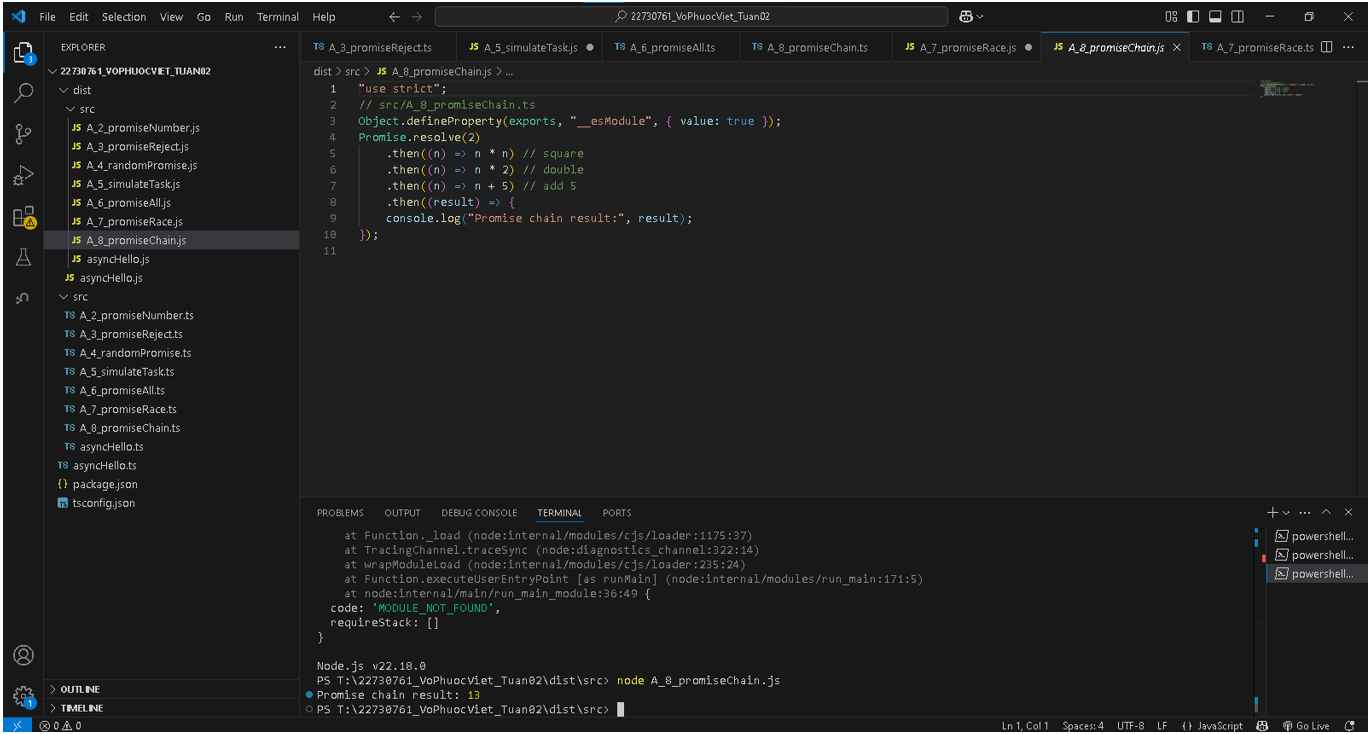 File Edit Selection View Go Run Terminal Help
22730761_VoPhuocViet_Tuan02
EXPLORER
22730761_VOPHUOCVIET_TUAN02
dist
src
JS A_2_promiseNumber.js
JS A_3_promiseReject.js
JS A_4_randomPromise.js
JS A_5_simulateTask.js
JS A_6_promiseAll.js
JS A_7_promiseRace.js
JS A_8_promiseChain.js
JS asyncHello.js
JS asyncHello.js
src
TS A_2_promiseNumber.ts
TS A_3_promiseReject.ts
TS A_4_randomPromise.ts
TS A_5_simulateTask.ts
TS A_6_promiseAll.ts
TS A_7_promiseRace.ts
TS A_8_promiseChain.ts
TS asyncHello.ts
TS asyncHello.ts
{} package.json
TS tsconfig.json
OUTLINE
TIMELINE
3
1
TS A_3_promiseReject.ts JS A_5_simulateTask.js TS A_6_promiseAll.ts TS A_8_promiseChain.ts JS A_7_promiseRace.js JS A_8_promiseChain.js TS A_7_promiseRace.ts
dist > src > JS A_8_promiseChain.js > ...
1 "use strict";
2 // src/A_8_promiseChain.ts
3 Object.defineProperty(exports, "__esModule", { value: true });
4 Promise.resolve(2)
5 .then((n) => n * n) // square
6 .then((n) => n * 2) // double
7 .then((n) => n + 5) // add 5
8 .then((result) => {
9 console.log("Promise chain result:", result);
10 });
11
PROBLEMS OUTPUT DEBUG CONSOLE TERMINAL PORTS
at Function._load (node:internal/modules/cjs/loader:1175:37)
at TracingChannel.traceSync (node:diagnostics_channel:322:14)
at wrapModuleLoad (node:internal/modules/cjs/loader:235:24)
at Function.executeUserEntryPoint [as runMain] (node:internal/modules/run_main:171:5)
at node:internal/main/run_main_module:36:49 {
code: 'MODULE_NOT_FOUND',
requireStack: []
}
Node.js v22.18.0
PS T:\22730761_VoPhuocViet_Tuan02\dist\src> node A_8_promiseChain.js
Promise chain result: 13
PS T:\22730761_VoPhuocViet_Tuan02\dist\src>
powershell...
powershell...
powershell...
0 0 Ln 1, Col 1 Spaces: 4 UTF-8 LF {} JavaScript Go Live